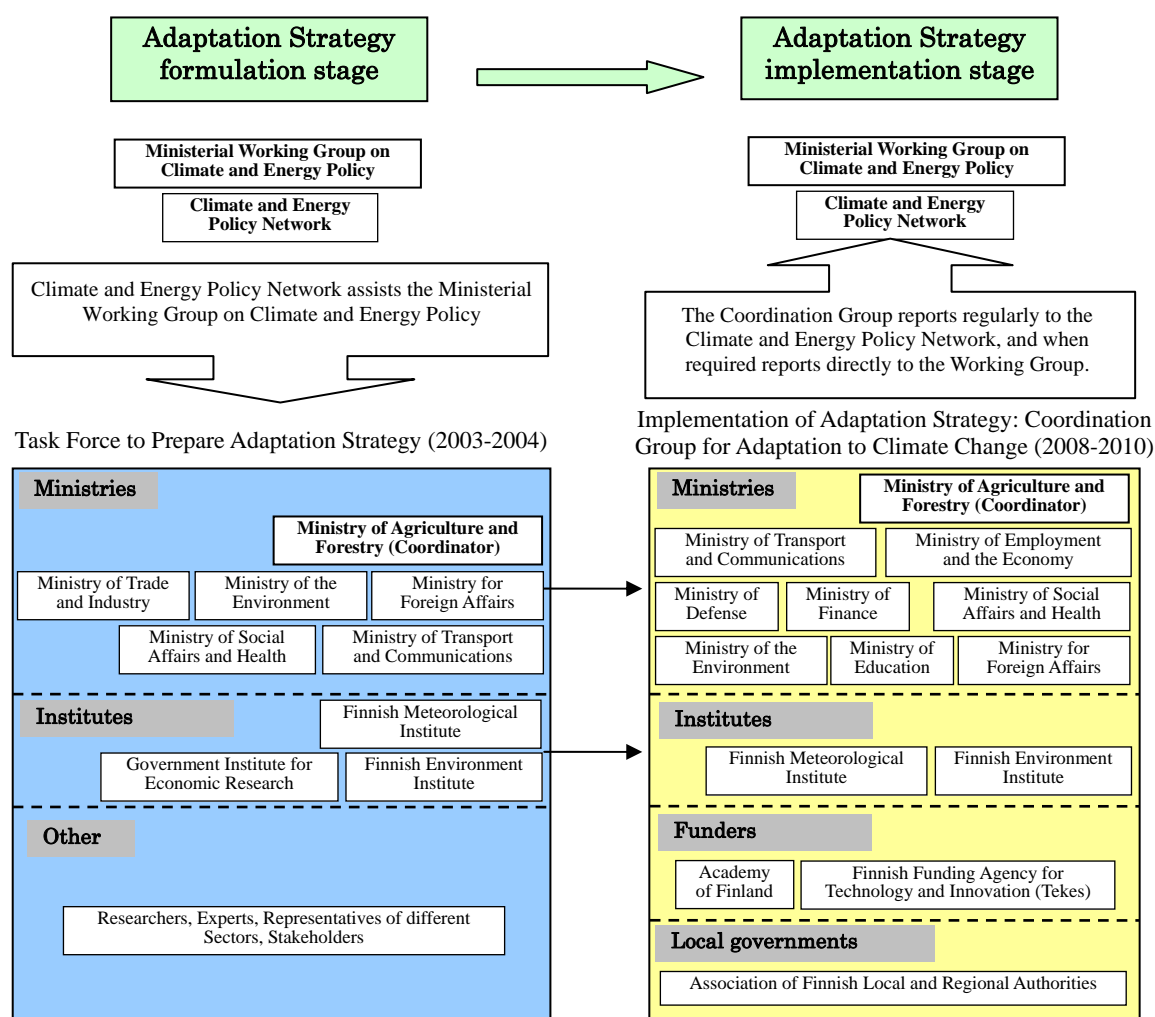 Adaptation Strategy
formulation stage
Adaptation Strategy
implementation stage
Ministerial Working Group on
Climate and Energy Policy
Climate and Energy
Policy Network
Ministerial Working Group on
Climate and Energy Policy
Climate and Energy
Policy Network
Climate and Energy Policy Network assists the Ministerial
Working Group on Climate and Energy Policy
The Coordination Group reports regularly to the
Climate and Energy Policy Network, and when
required reports directly to the Working Group.
Task Force to Prepare Adaptation Strategy (2003-2004)
Implementation of Adaptation Strategy: Coordination
Group for Adaptation to Climate Change (2008-2010)
Ministries
Ministry of Agriculture and
Forestry (Coordinator)
Ministry of Trade
and Industry
Ministry of the
Environment
Ministry for
Foreign Affairs
Ministry of Social
Affairs and Health
Ministry of Transport
and Communications
Institutes
Finnish Meteorological
Institute
Government Institute for
Economic Research
Finnish Environment
Institute
Other
Researchers, Experts, Representatives of different
Sectors, Stakeholders
Ministries
Ministry of Agriculture and
Forestry (Coordinator)
Ministry of Transport
and Communications
Ministry of Employment
and the Economy
Ministry of
Defense
Ministry of
Finance
Ministry of Social
Affairs and Health
Ministry of the
Environment
Ministry of
Education
Ministry for
Foreign Affairs
Institutes
Finnish Meteorological
Institute
Finnish Environment
Institute
Funders
Academy
of Finland
Finnish Funding Agency for
Technology and Innovation (Tekes)
Local governments
Association of Finnish Local and Regional Authorities